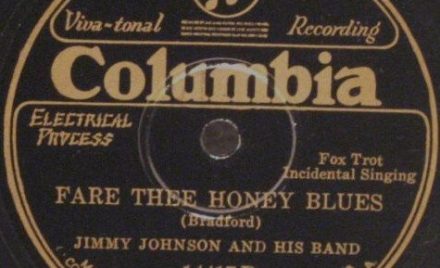 Viva-tonal Recording
Columbia
ELECTRICAL
PROCESS
Fox Trot
Incidental Singing
FARE THEE HONEY BLUES
(Bradford)
JIMMY JOHNSON AND HIS BAND